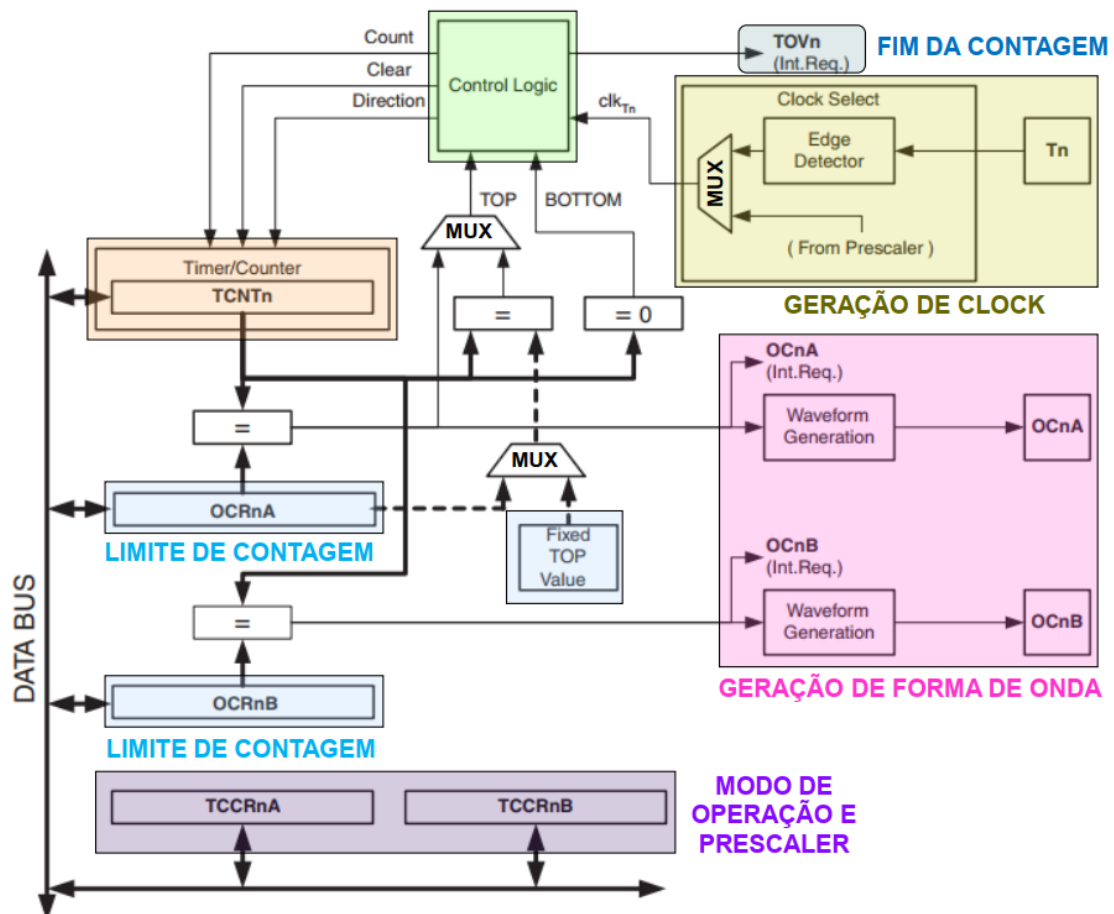 Count
Clear
Direction
Control Logic
TOVn
(Int.Req.)
FIM DA CONTAGEM
clkTn
Clock Select
Edge
Detector
Tn
MUX
( From Prescaler )
GERAÇÃO DE CLOCK
TOP
BOTTOM
MUX
Timer/Counter
TCNTn
=
= 0
=
OCnA
(Int.Req.)
Waveform
Generation
OCnA
MUX
OCRnA
LIMITE DE CONTAGEM
Fixed
TOP
Value
OCnB
(Int.Req.)
Waveform
Generation
OCnB
GERAÇÃO DE FORMA DE ONDA
=
OCRnB
LIMITE DE CONTAGEM
DATA BUS
TCCRnA
TCCRnB
MODO DE
OPERAÇÃO E
PRESCALER